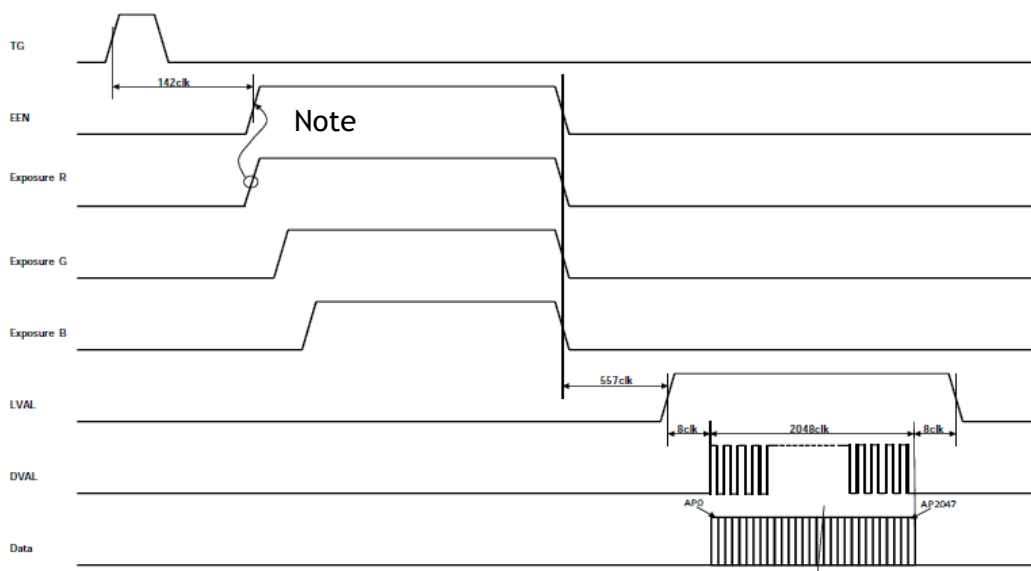 TG
142clk
EEN
Note
Exposure R
Exposure G
Exposure B
557clk
LVAL
8clk
2048clk
8clk
DVAL
AP0
AP2047
Data